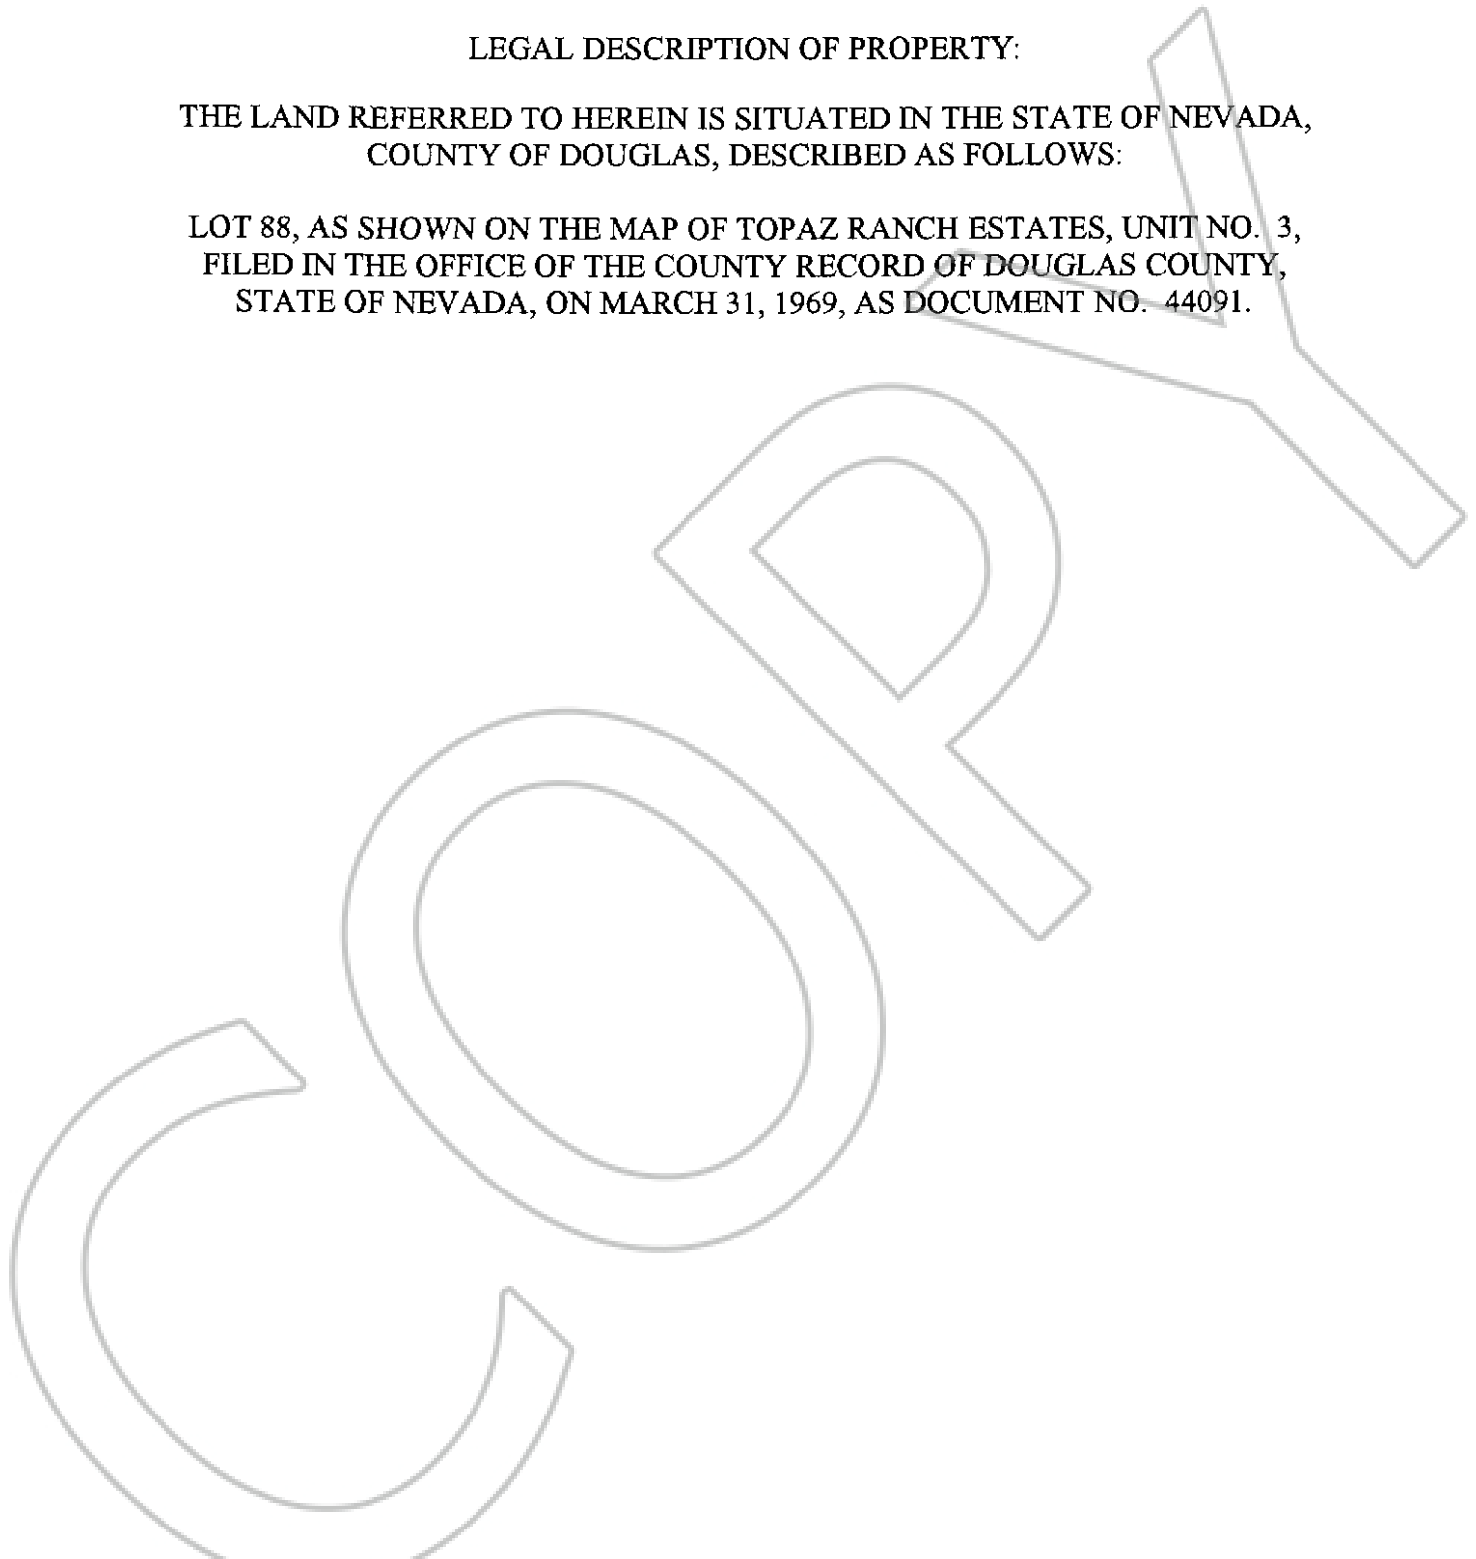 LEGAL DESCRIPTION OF PROPERTY:
THE LAND REFERRED TO HEREIN IS SITUATED IN THE STATE OF NEVADA,
COUNTY OF DOUGLAS, DESCRIBED AS FOLLOWS:
LOT 88, AS SHOWN ON THE MAP OF TOPAZ RANCH ESTATES, UNIT NO. 3,
FILED IN THE OFFICE OF THE COUNTY RECORD OF DOUGLAS COUNTY,
STATE OF NEVADA, ON MARCH 31, 1969, AS DOCUMENT NO. 44091.
COPY